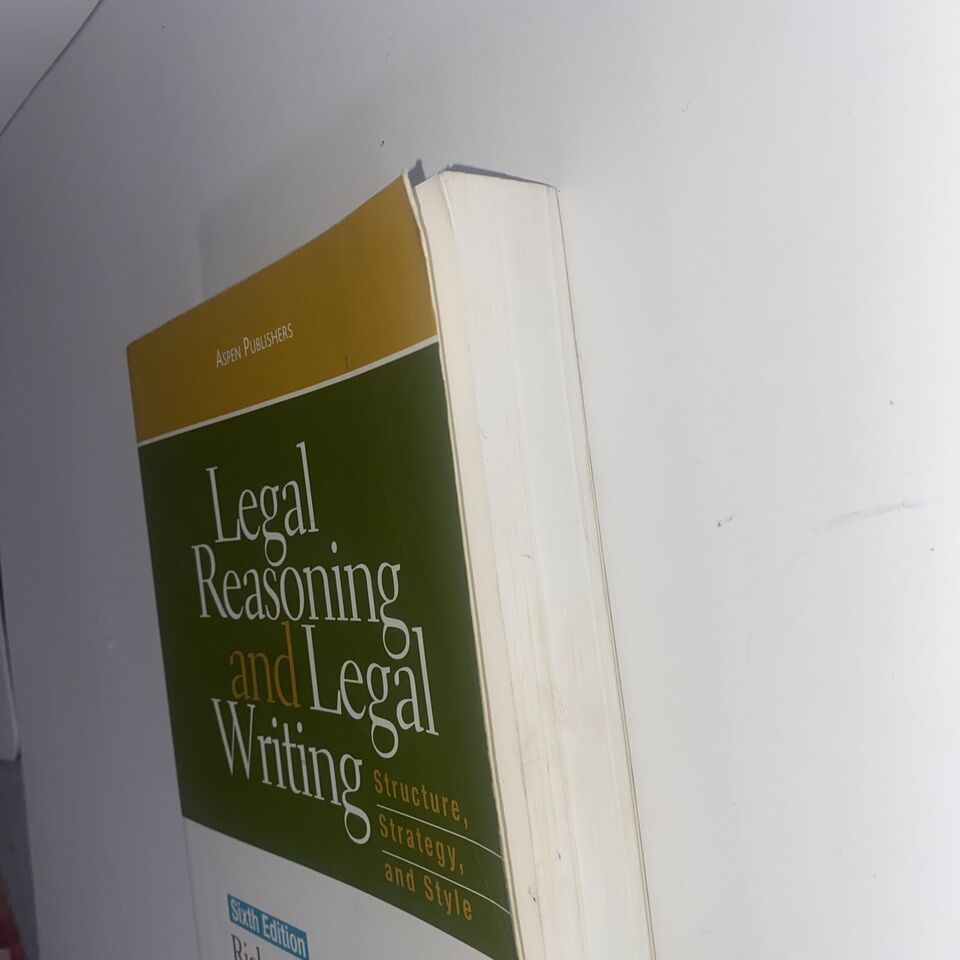 ASPEN PUBLISHERS
Legal
Reasoning
and Legal
Writing
Structure,
Strategy,
and Style
Sixth Edition